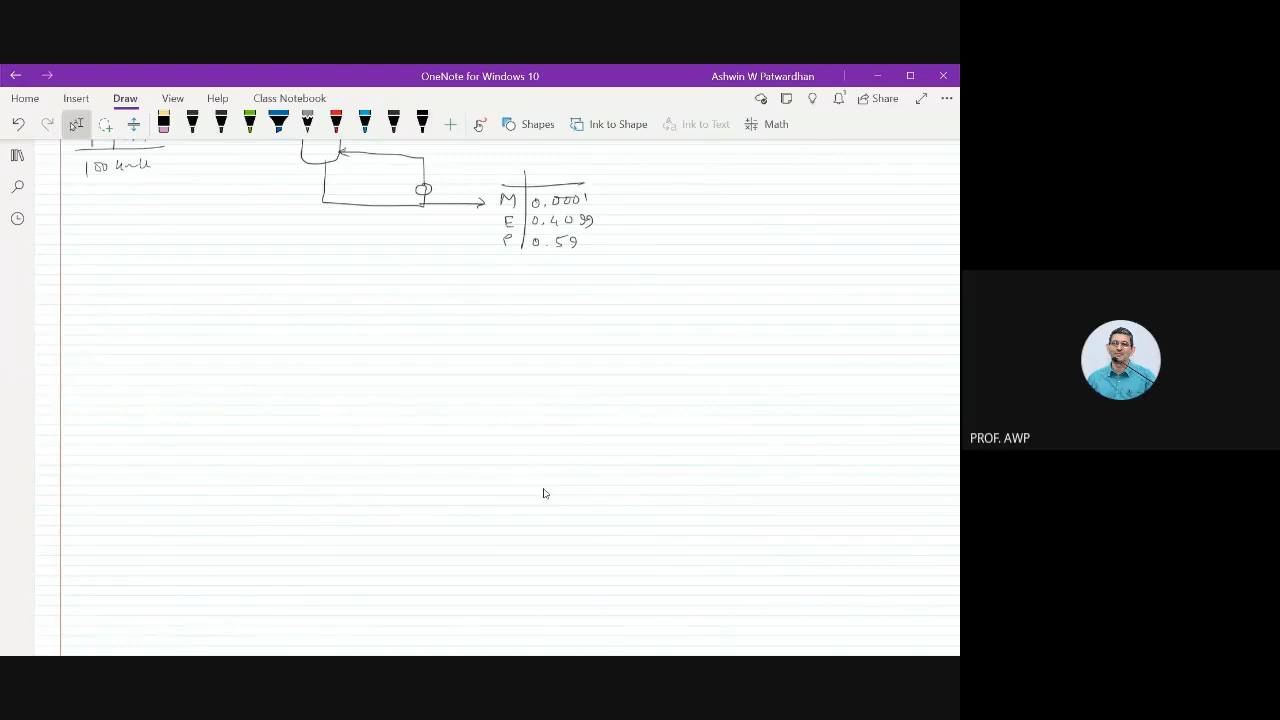 OneNote for Windows 10
Ashwin W Patwardhan
Home Insert Draw View Help Class Notebook
Share
Shapes Ink to Shape Ink to Text Math
100 kmol
M 0.0001
E 0.4099
P 0.59
PROF. AWP